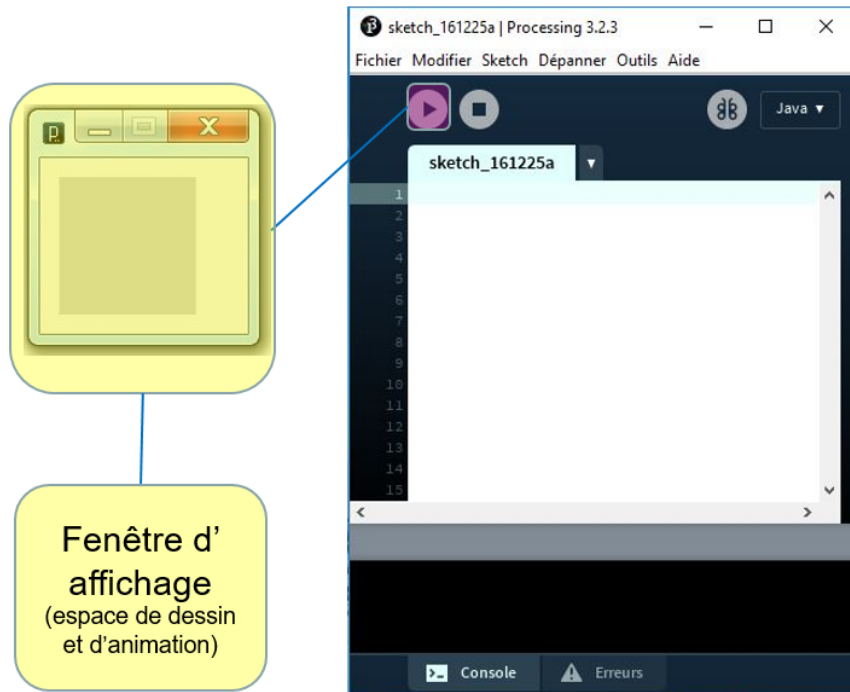 sketch_161225a | Processing 3.2.3
Fichier Modifier Sketch Dépanner Outils Aide
Java
sketch_161225a
1
2
3
4
5
6
7
8
9
10
11
12
13
14
15
Fenêtre d'
affichage
(espace de dessin
et d'animation)
Console
Erreurs